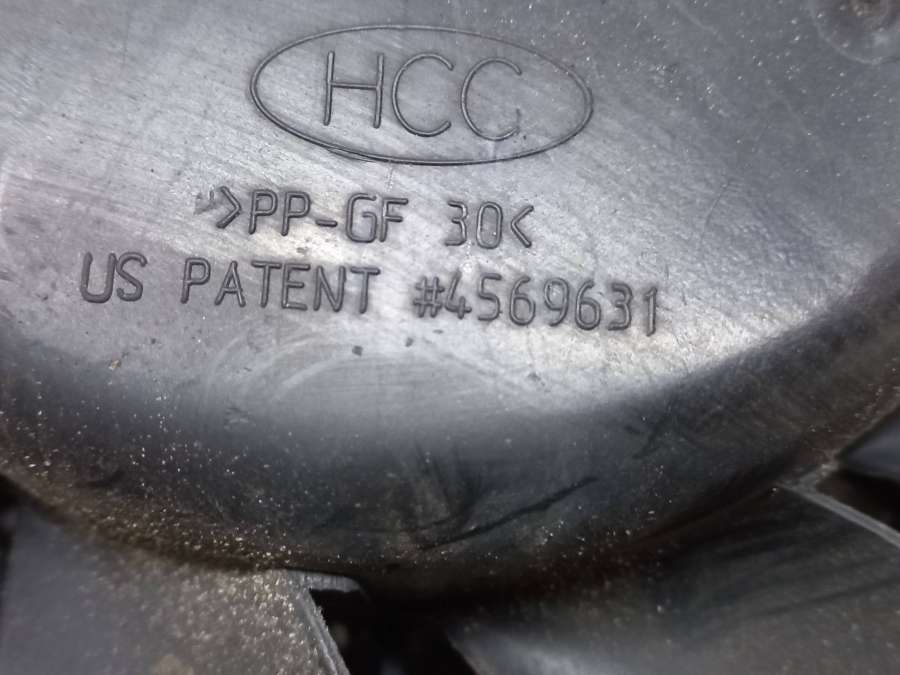 HCC
>PP-GF 30<
US PATENT #4569631